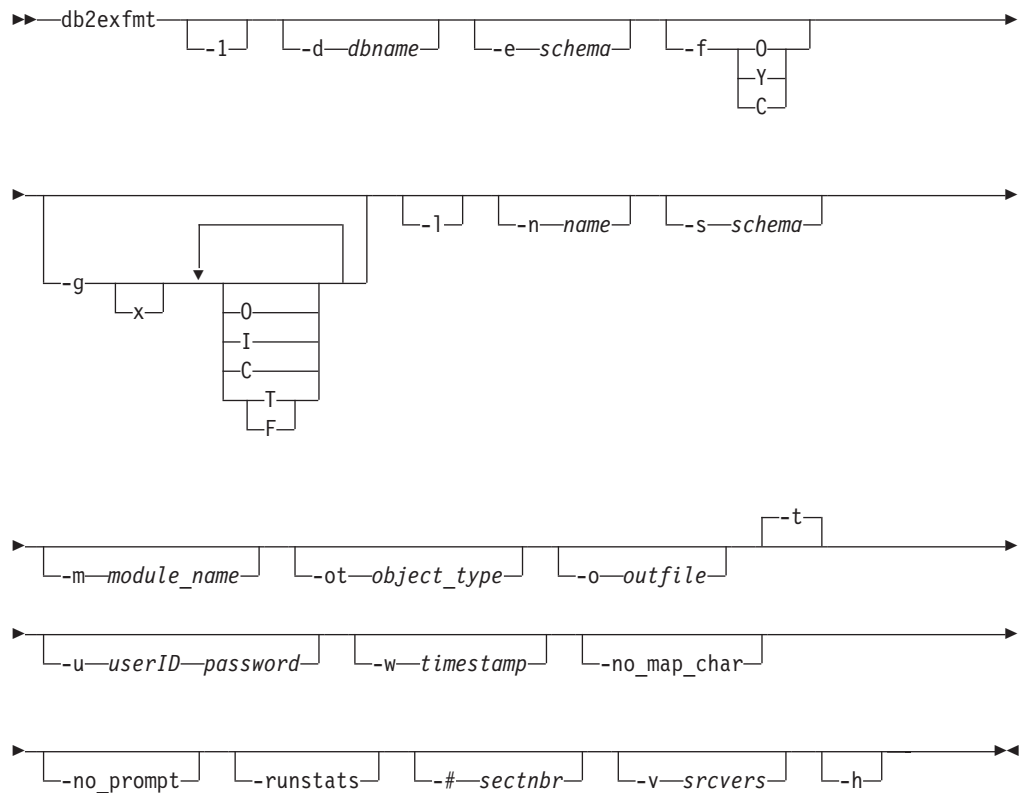 db2exfmt -1 -d dbname -e schema -f O
Y
C
-g x O -l -n name -s schema
I
C
T
F
-t
-m module_name -ot object_type -o outfile
-u userID password -w timestamp -no_map_char
-no_prompt -runstats -# sectnbr -v srcvers -h